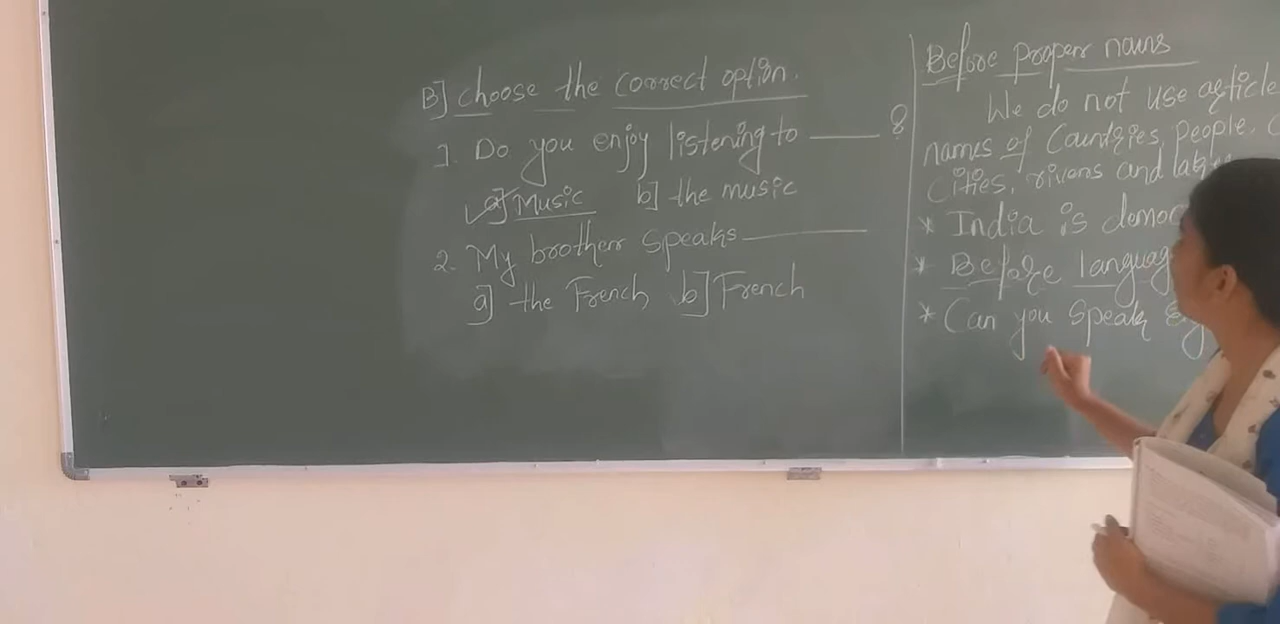 B] choose the correct option.
1. Do you enjoy listening to ———— ?
a] Music b] the music
2. My brother speaks ————
a] the French b] French
Before proper nouns
We do not use article
names of Countries, People,
Cities, rivers and
* India is
* Before
* Can you speak